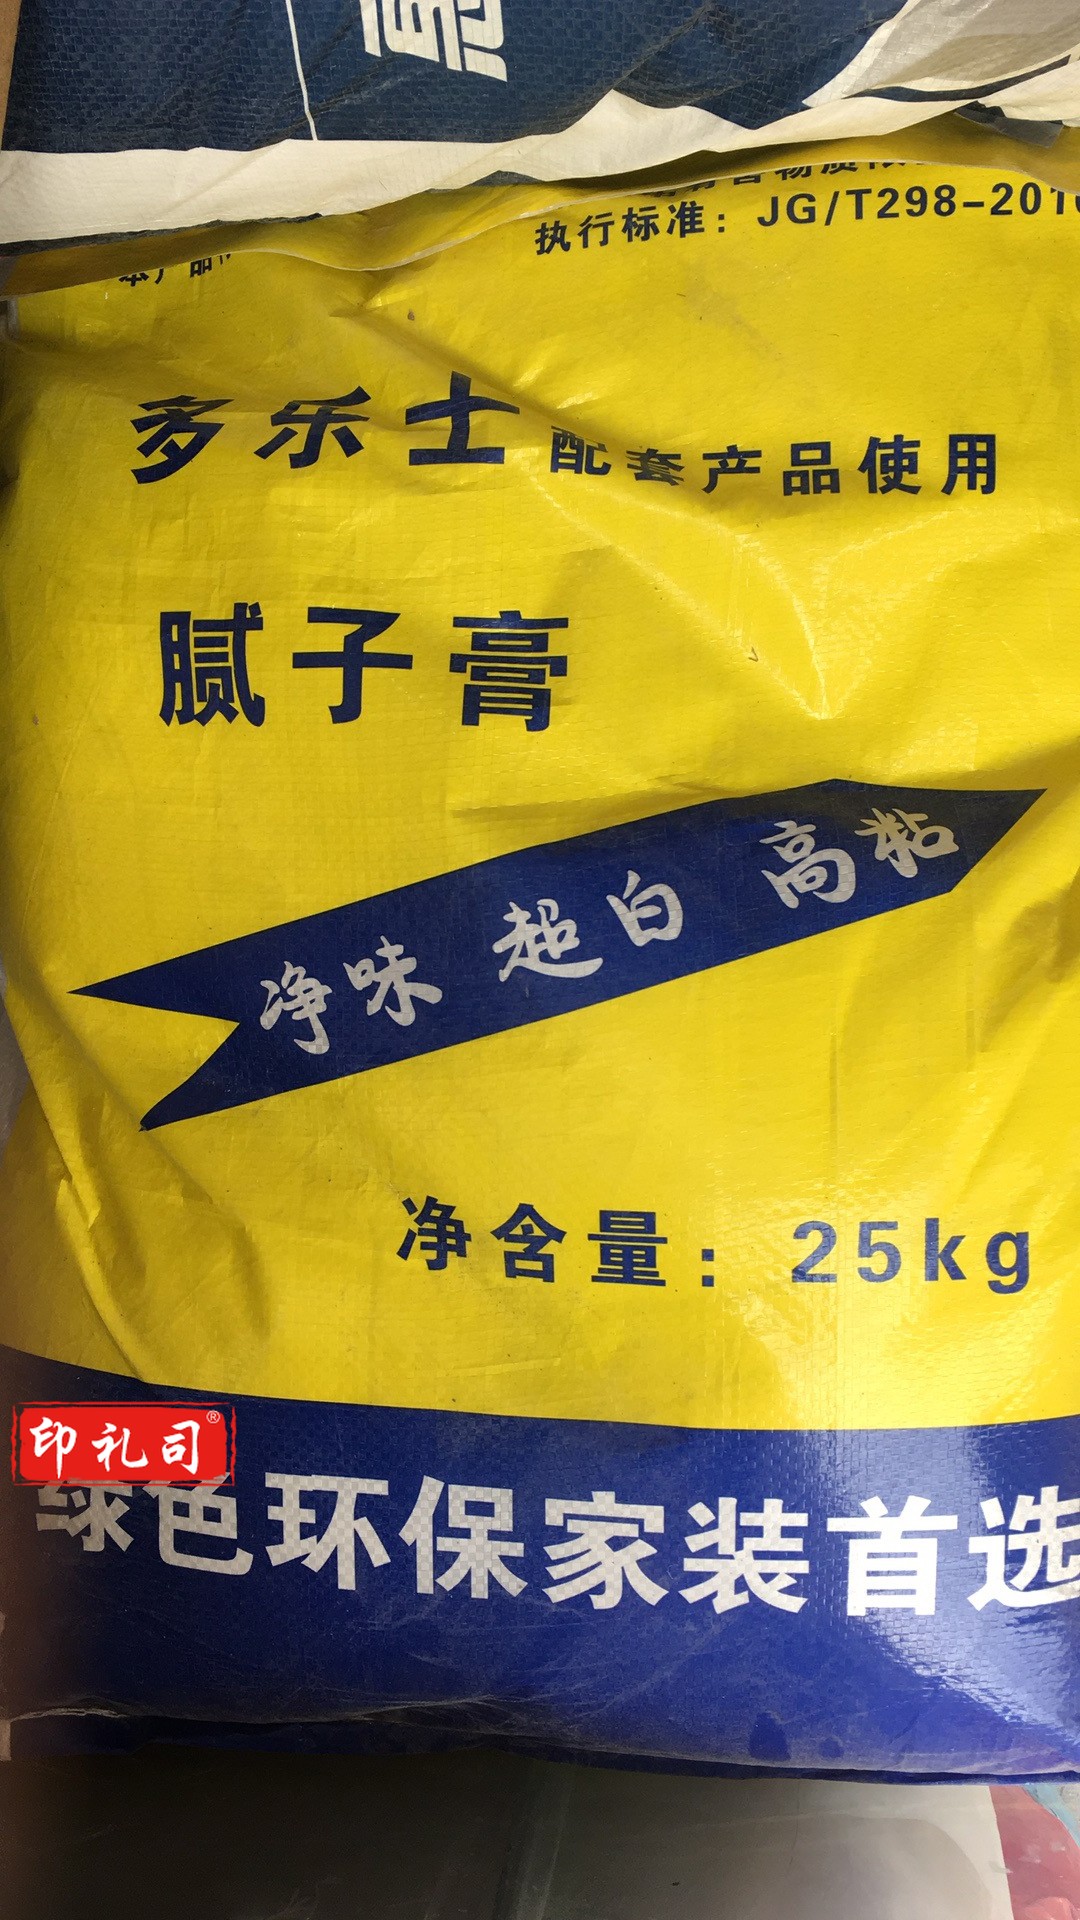 执行标准：JG/T298-201
多乐士配套产品使用
腻子膏
净味 超白 高粘
净含量：25kg
印礼司®
绿色环保家装首选